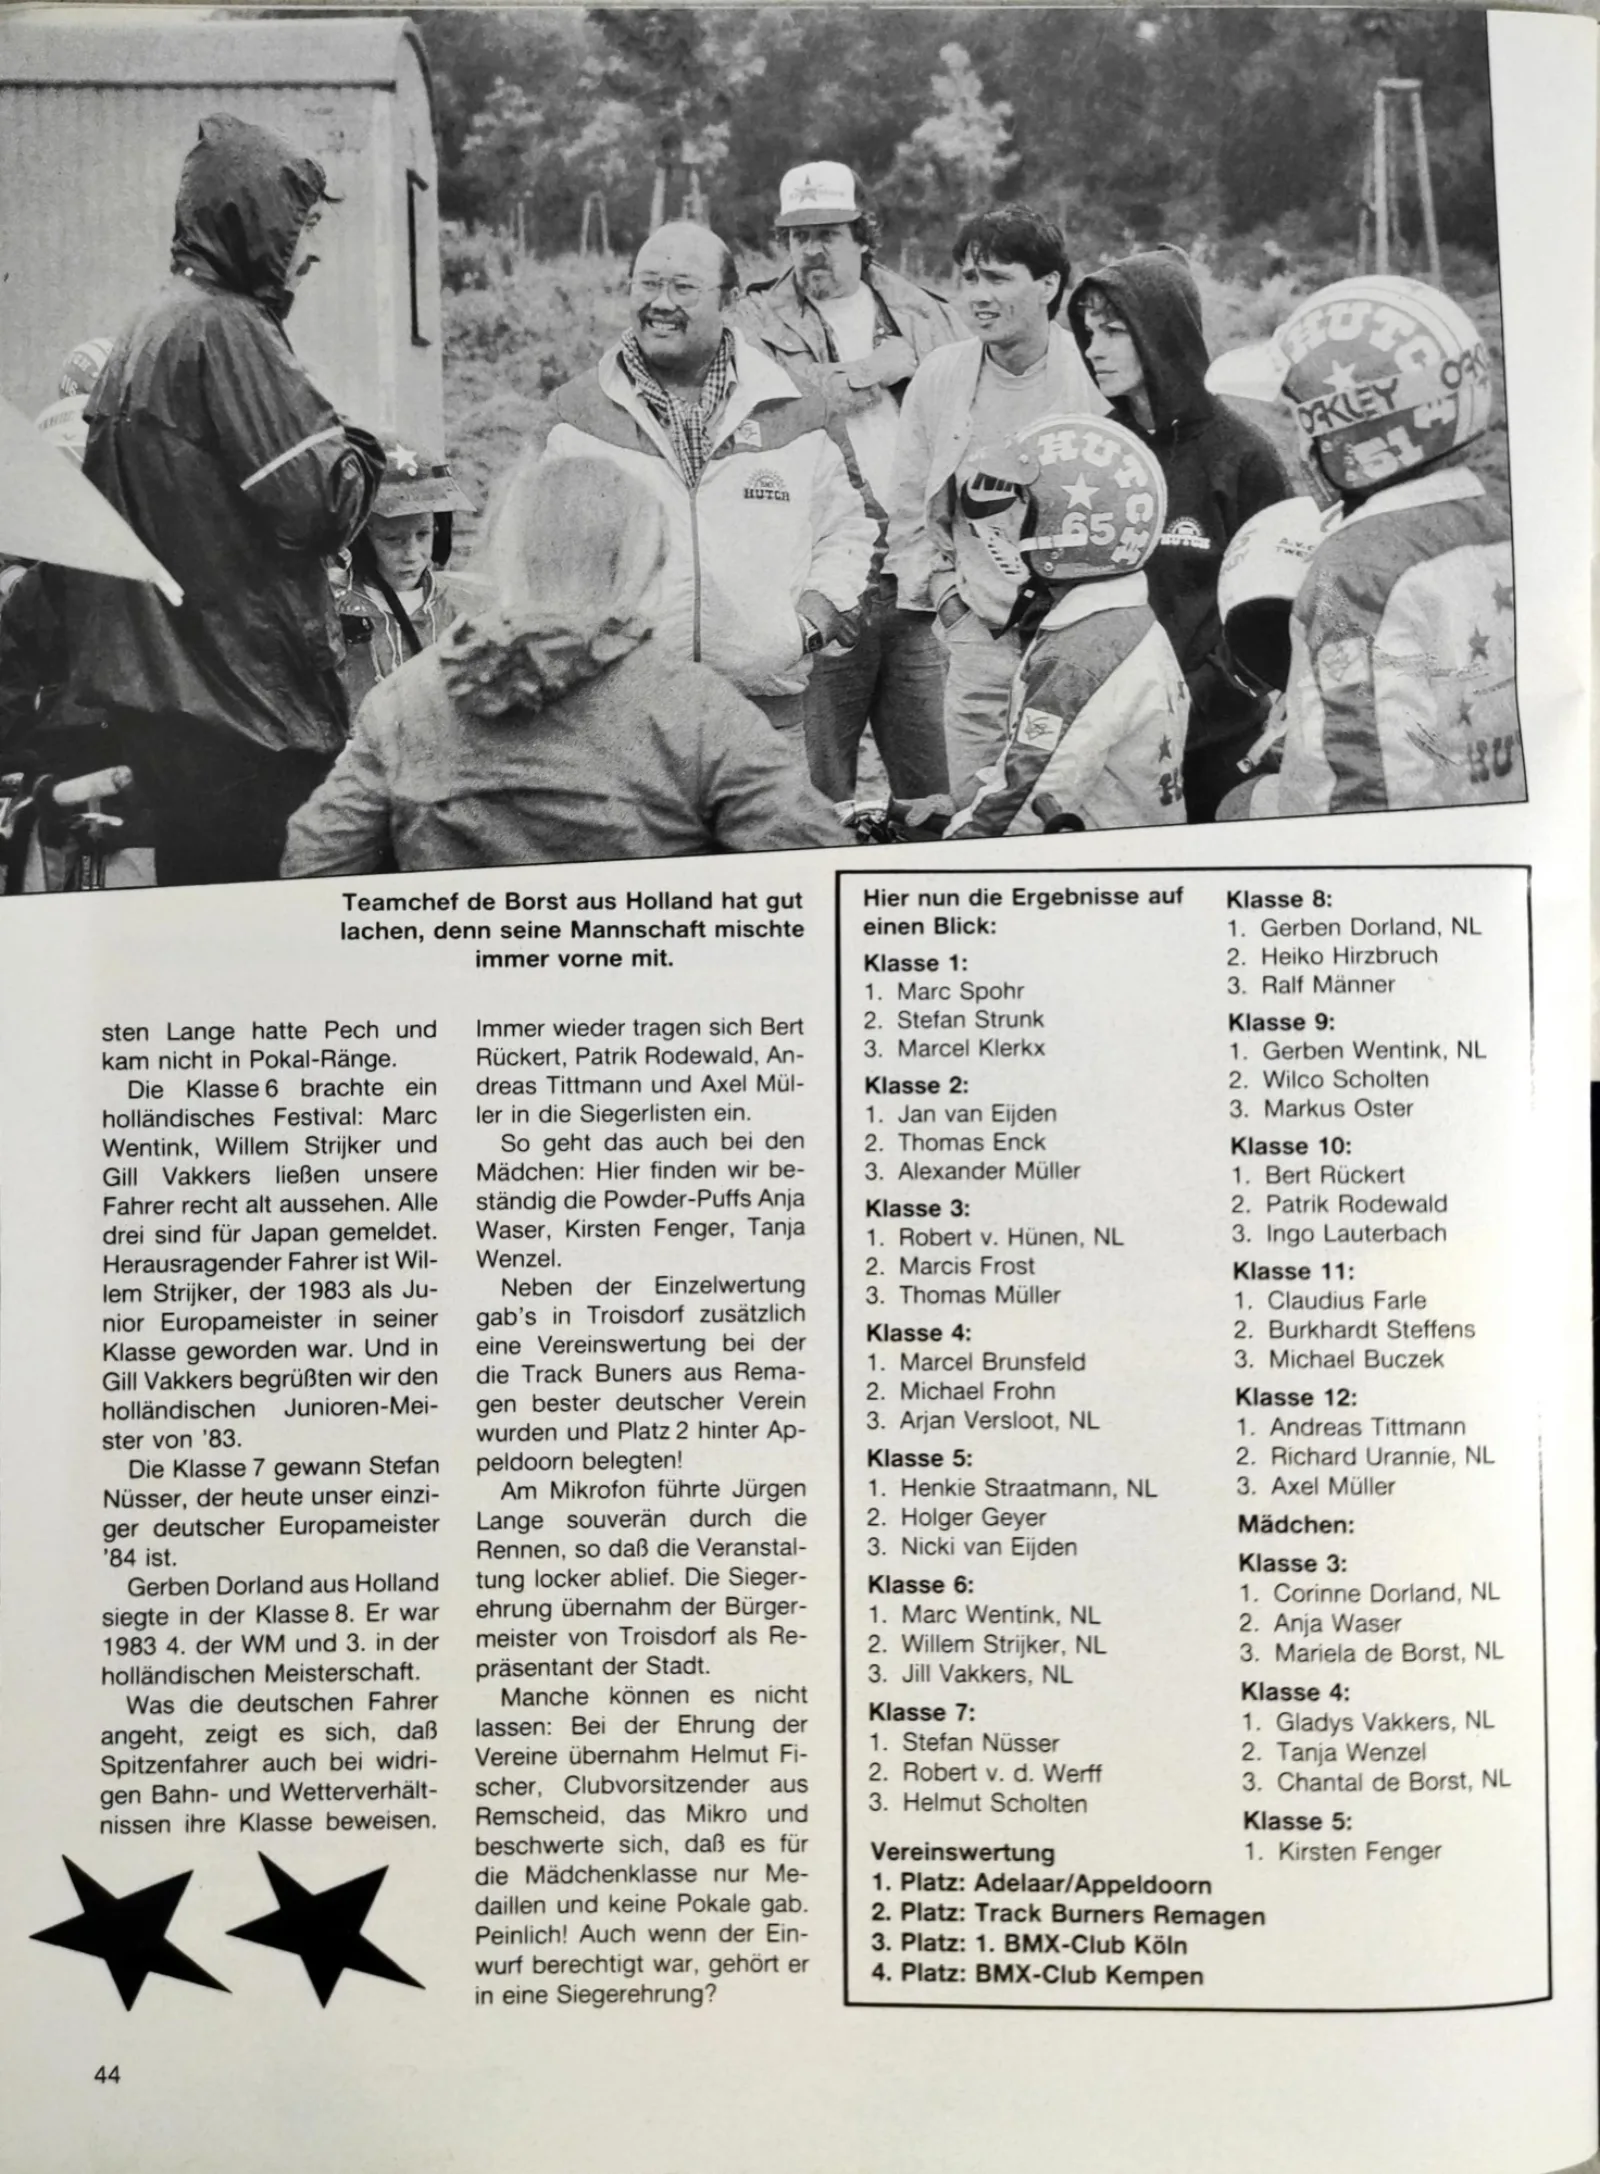 HUTCH
HUTCH
65
HUTCH
HUTCH
OAKLEY
51
HU
Teamchef de Borst aus Holland hat gut
lachen, denn seine Mannschaft mischte
immer vorne mit.
sten Lange hatte Pech und
kam nicht in Pokal-Ränge.
Die Klasse 6 brachte ein
holländisches Festival: Marc
Wentink, Willem Strijker und
Gill Vakkers ließen unsere
Fahrer recht alt aussehen. Alle
drei sind für Japan gemeldet.
Herausragender Fahrer ist Wil-
lem Strijker, der 1983 als Ju-
nior Europameister in seiner
Klasse geworden war. Und in
Gill Vakkers begrüßten wir den
holländischen Junioren-Mei-
ster von '83.
Die Klasse 7 gewann Stefan
Nüsser, der heute unser einzi-
ger deutscher Europameister
'84 ist.
Gerben Dorland aus Holland
siegte in der Klasse 8. Er war
1983 4. der WM und 3. in der
holländischen Meisterschaft.
Was die deutschen Fahrer
angeht, zeigt es sich, daß
Spitzenfahrer auch bei widri-
gen Bahn- und Wetterverhält-
nissen ihre Klasse beweisen.
Immer wieder tragen sich Bert
Rückert, Patrik Rodewald, An-
dreas Tittmann und Axel Mül-
ler in die Siegerlisten ein.
So geht das auch bei den
Mädchen: Hier finden wir be-
ständig die Powder-Puffs Anja
Waser, Kirsten Fenger, Tanja
Wenzel.
Neben der Einzelwertung
gab's in Troisdorf zusätzlich
eine Vereinswertung bei der
die Track Buners aus Rema-
gen bester deutscher Verein
wurden und Platz 2 hinter Ap-
peldoorn belegten!
Am Mikrofon führte Jürgen
Lange souverän durch die
Rennen, so daß die Veranstal-
tung locker ablief. Die Sieger-
ehrung übernahm der Bürger-
meister von Troisdorf als Re-
präsentant der Stadt.
Manche können es nicht
lassen: Bei der Ehrung der
Vereine übernahm Helmut Fi-
scher, Clubvorsitzender aus
Remscheid, das Mikro und
beschwerte sich, daß es für
die Mädchenklasse nur Me-
daillen und keine Pokale gab.
Peinlich! Auch wenn der Ein-
wurf berechtigt war, gehört er
in eine Siegerehrung?
Hier nun die Ergebnisse auf
einen Blick:
Klasse 1:
1. Marc Spohr
2. Stefan Strunk
3. Marcel Klerkx
Klasse 2:
1. Jan van Eijden
2. Thomas Enck
3. Alexander Müller
Klasse 3:
1. Robert v. Hünen, NL
2. Marcis Frost
3. Thomas Müller
Klasse 4:
1. Marcel Brunsfeld
2. Michael Frohn
3. Arjan Versloot, NL
Klasse 5:
1. Henkie Straatmann, NL
2. Holger Geyer
3. Nicki van Eijden
Klasse 6:
1. Marc Wentink, NL
2. Willem Strijker, NL
3. Jill Vakkers, NL
Klasse 7:
1. Stefan Nüsser
2. Robert v. d. Werff
3. Helmut Scholten
Vereinswertung
1. Platz: Adelaar/Appeldoorn
2. Platz: Track Burners Remagen
3. Platz: 1. BMX-Club Köln
4. Platz: BMX-Club Kempen
Klasse 8:
1. Gerben Dorland, NL
2. Heiko Hirzbruch
3. Ralf Männer
Klasse 9:
1. Gerben Wentink, NL
2. Wilco Scholten
3. Markus Oster
Klasse 10:
1. Bert Rückert
2. Patrik Rodewald
3. Ingo Lauterbach
Klasse 11:
1. Claudius Farle
2. Burkhardt Steffens
3. Michael Buczek
Klasse 12:
1. Andreas Tittmann
2. Richard Urannie, NL
3. Axel Müller
Mädchen:
Klasse 3:
1. Corinne Dorland, NL
2. Anja Waser
3. Mariela de Borst, NL
Klasse 4:
1. Gladys Vakkers, NL
2. Tanja Wenzel
3. Chantal de Borst, NL
Klasse 5:
1. Kirsten Fenger
44